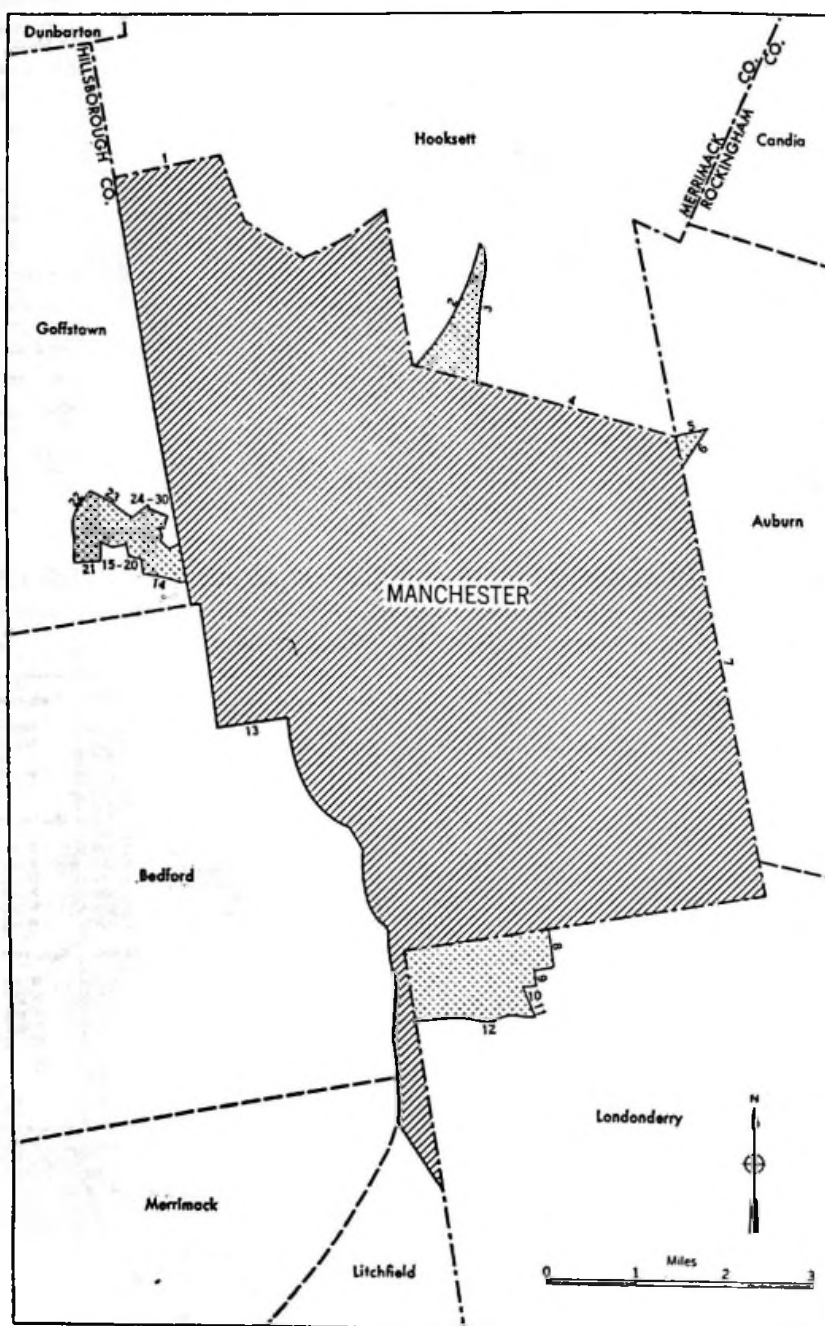 Dunbarton
HILLSBOROUGH CO.
Hooksett
CO.
CO.
MERRIMACK
ROCKINGHAM
Candia
1
2
3
Goffstown
4
5
6
23
24-30
21
15-20
14
Auburn
MANCHESTER
7
13
Bedford
8
9
10
11
12
Londonderry
N
Merrimack
Litchfield
Miles
0
1
2
3